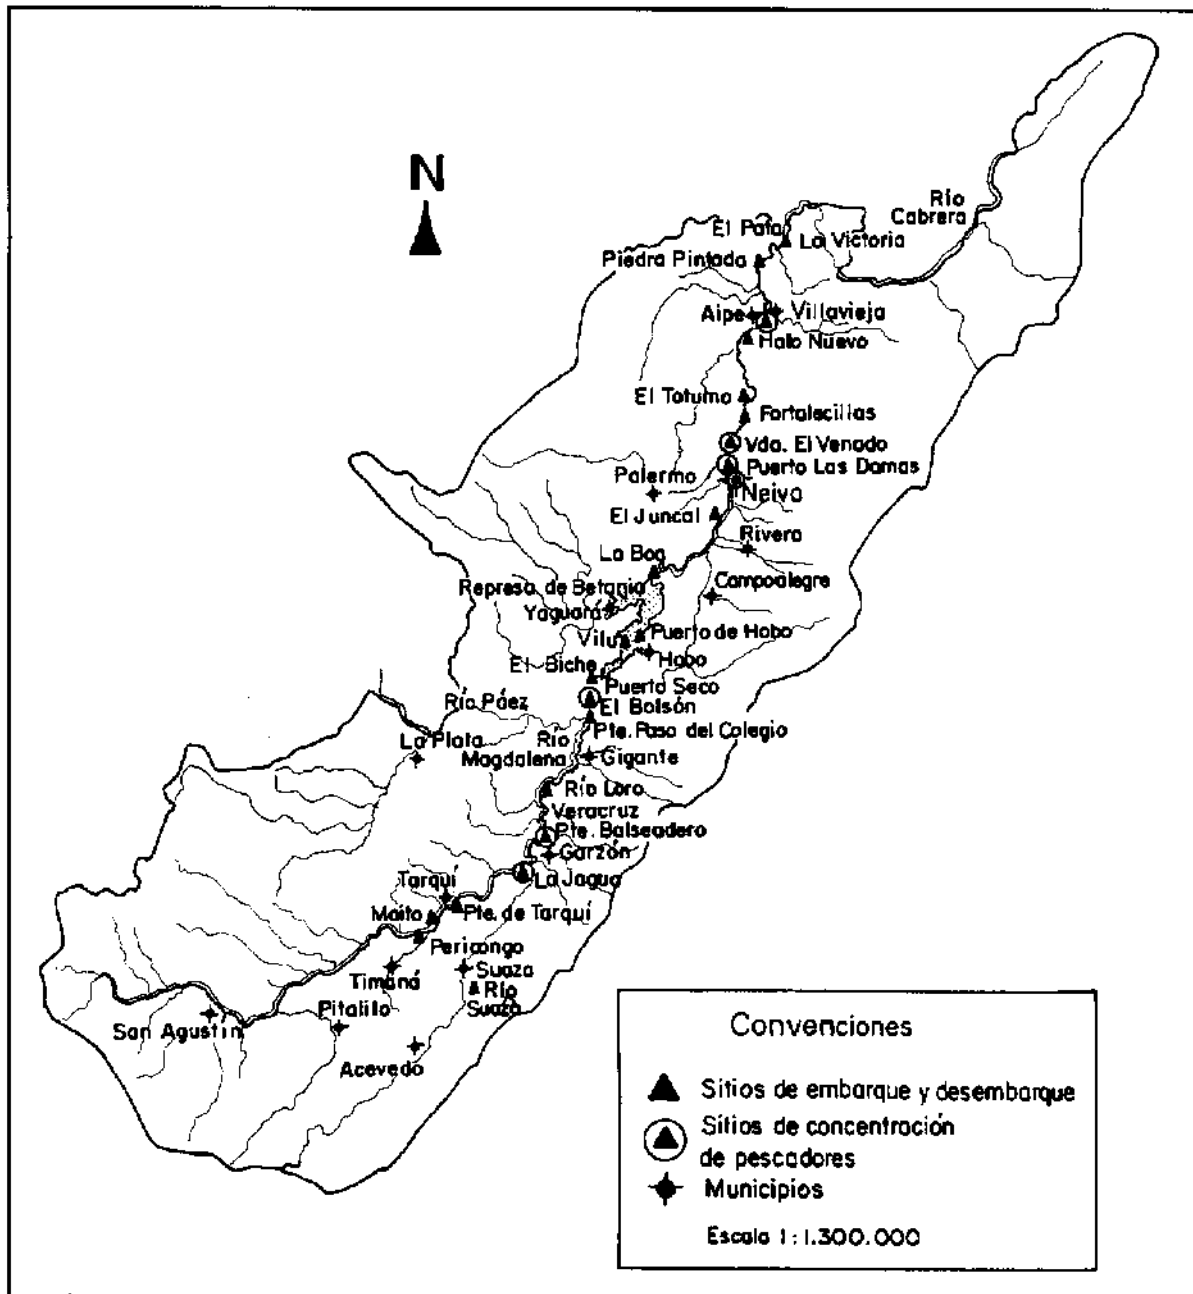 N
Río
Cabrera
El Pata
La Victoria
Piedra Pintada
Aipe
Villavieja
Hato Nuevo
El Totumo
Fortalecillas
Vda. El Venado
Puerto Las Damas
Palermo
Neiva
El Juncal
Rivera
La Boa
Represa de Betania
Campoalegre
Yaguará
Puerto de Hobo
Vilu
Hobo
El Biche
Puerto Seco
Río Páez
El Bolsón
Pte. Paso del Colegio
La Plata
Río
Magdalena
Gigante
Río Loro
Veracruz
Pte. Balseadero
Garzón
La Jagua
Tarquí
Pte. de Tarquí
Maito
Pericongo
Suaza
Timaná
Río
Suaza
Pitalito
San Agustín
Acevedo
Convenciones
Sitios de embarque y desembarque
Sitios de concentración
de pescadores
Municipios
Escala 1:1.300.000